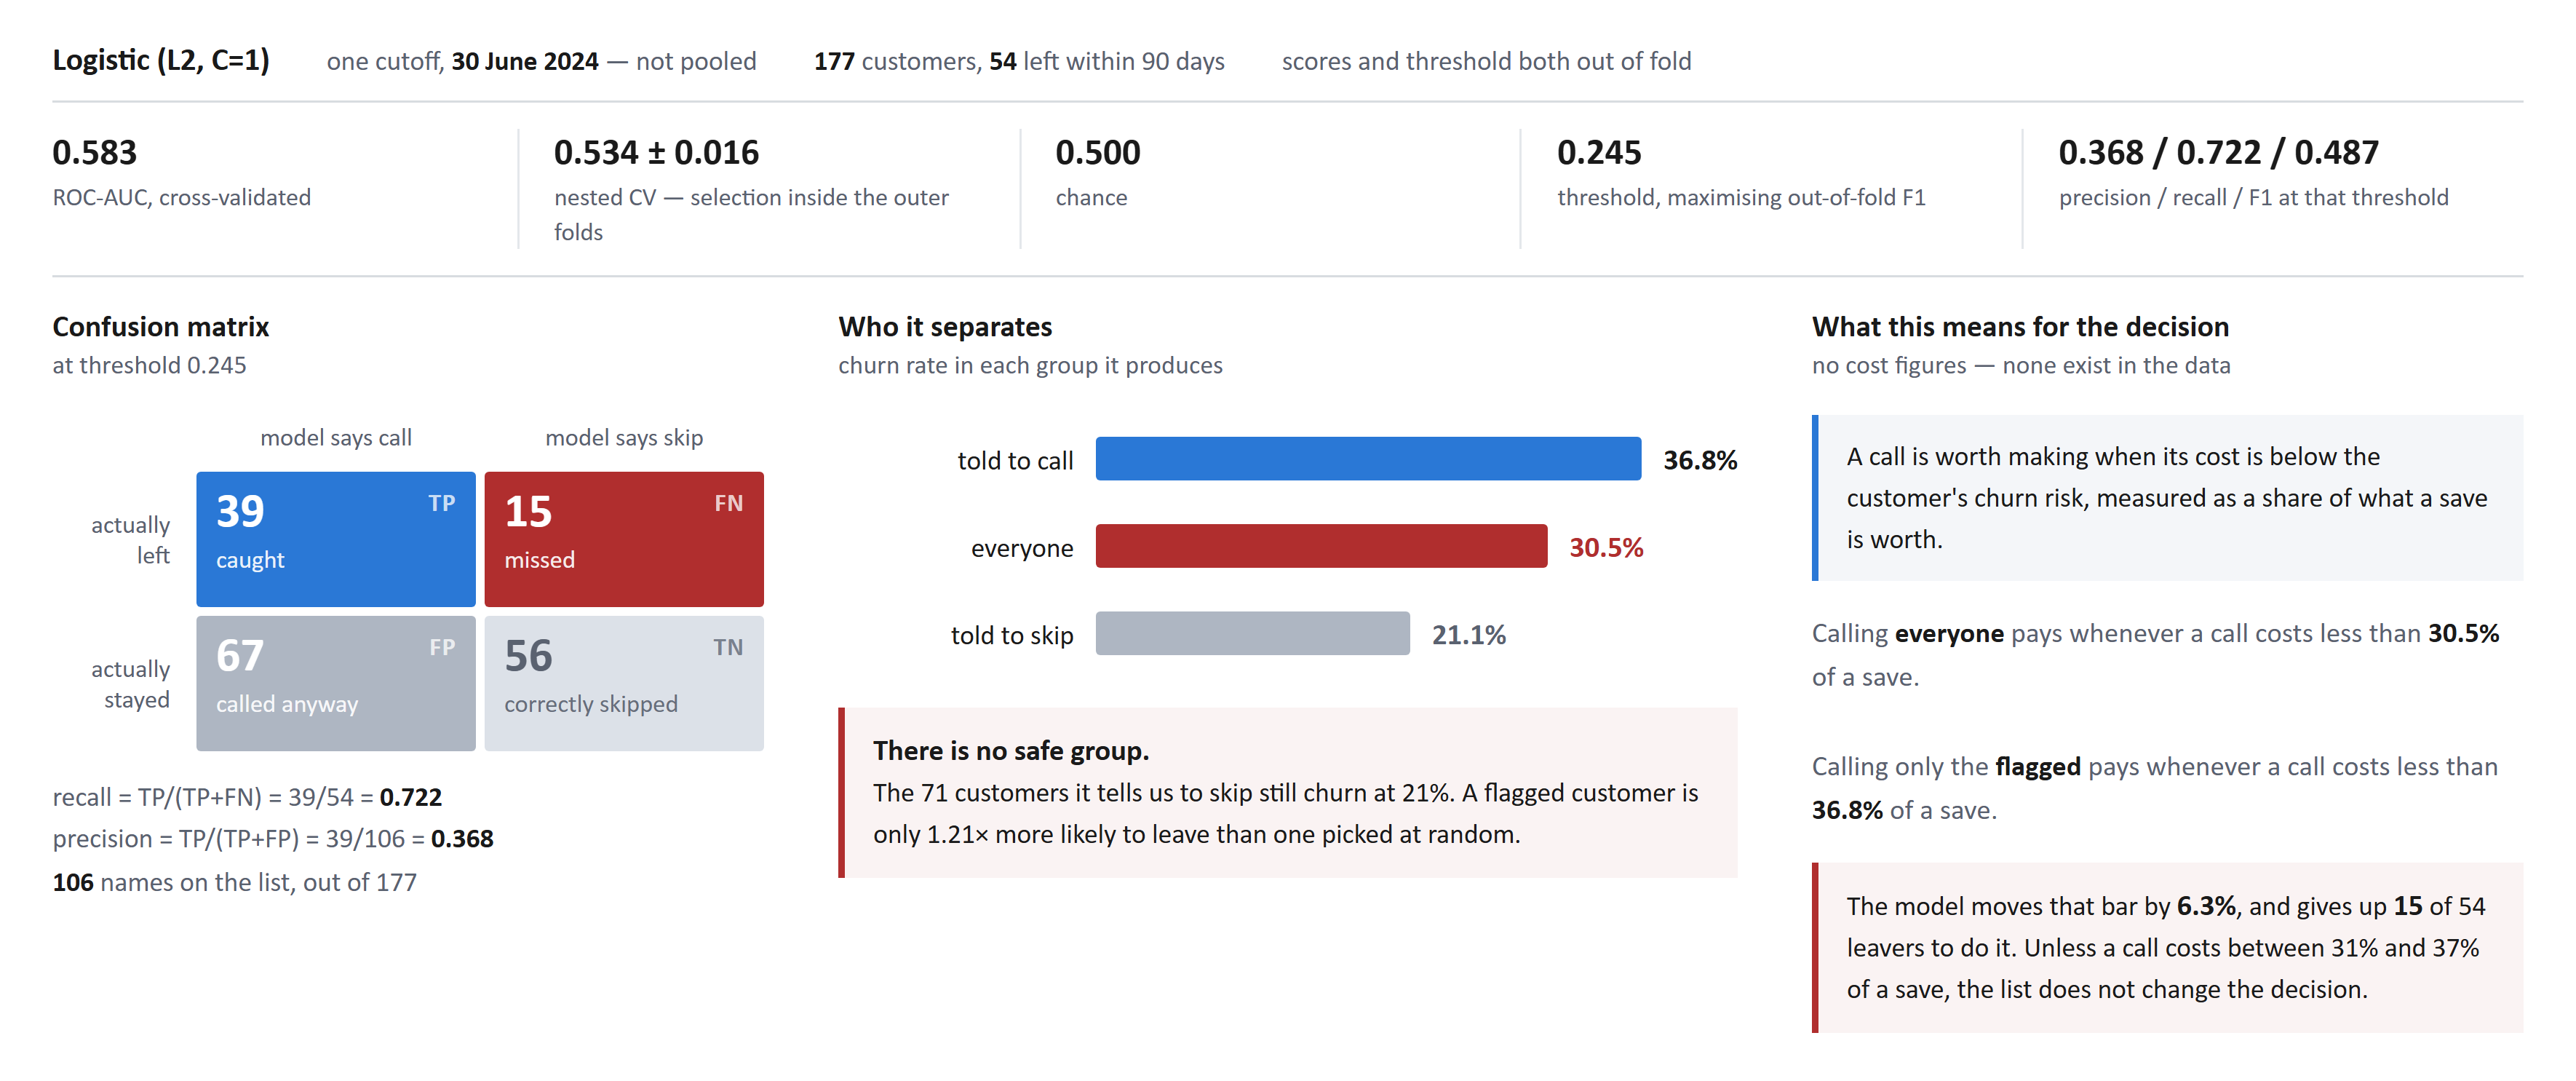 Logistic (L2, C=1) one cutoff, 30 June 2024 — not pooled 177 customers, 54 left within 90 days scores and threshold both out of fold
0.583
ROC-AUC, cross-validated
0.534 ± 0.016
nested CV — selection inside the outer
folds
0.500
chance
0.245
threshold, maximising out-of-fold F1
0.368 / 0.722 / 0.487
precision / recall / F1 at that threshold
Confusion matrix
at threshold 0.245
model says call model says skip
actually
left
39 TP
caught
15 FN
missed
actually
stayed
67 FP
called anyway
56 TN
correctly skipped
recall = TP/(TP+FN) = 39/54 = 0.722
precision = TP/(TP+FP) = 39/106 = 0.368
106 names on the list, out of 177
Who it separates
churn rate in each group it produces
told to call 36.8%
everyone 30.5%
told to skip 21.1%
There is no safe group.
The 71 customers it tells us to skip still churn at 21%. A flagged customer is
only 1.21× more likely to leave than one picked at random.
What this means for the decision
no cost figures — none exist in the data
A call is worth making when its cost is below the
customer's churn risk, measured as a share of what a save
is worth.
Calling everyone pays whenever a call costs less than 30.5%
of a save.
Calling only the flagged pays whenever a call costs less than
36.8% of a save.
The model moves that bar by 6.3%, and gives up 15 of 54
leavers to do it. Unless a call costs between 31% and 37%
of a save, the list does not change the decision.